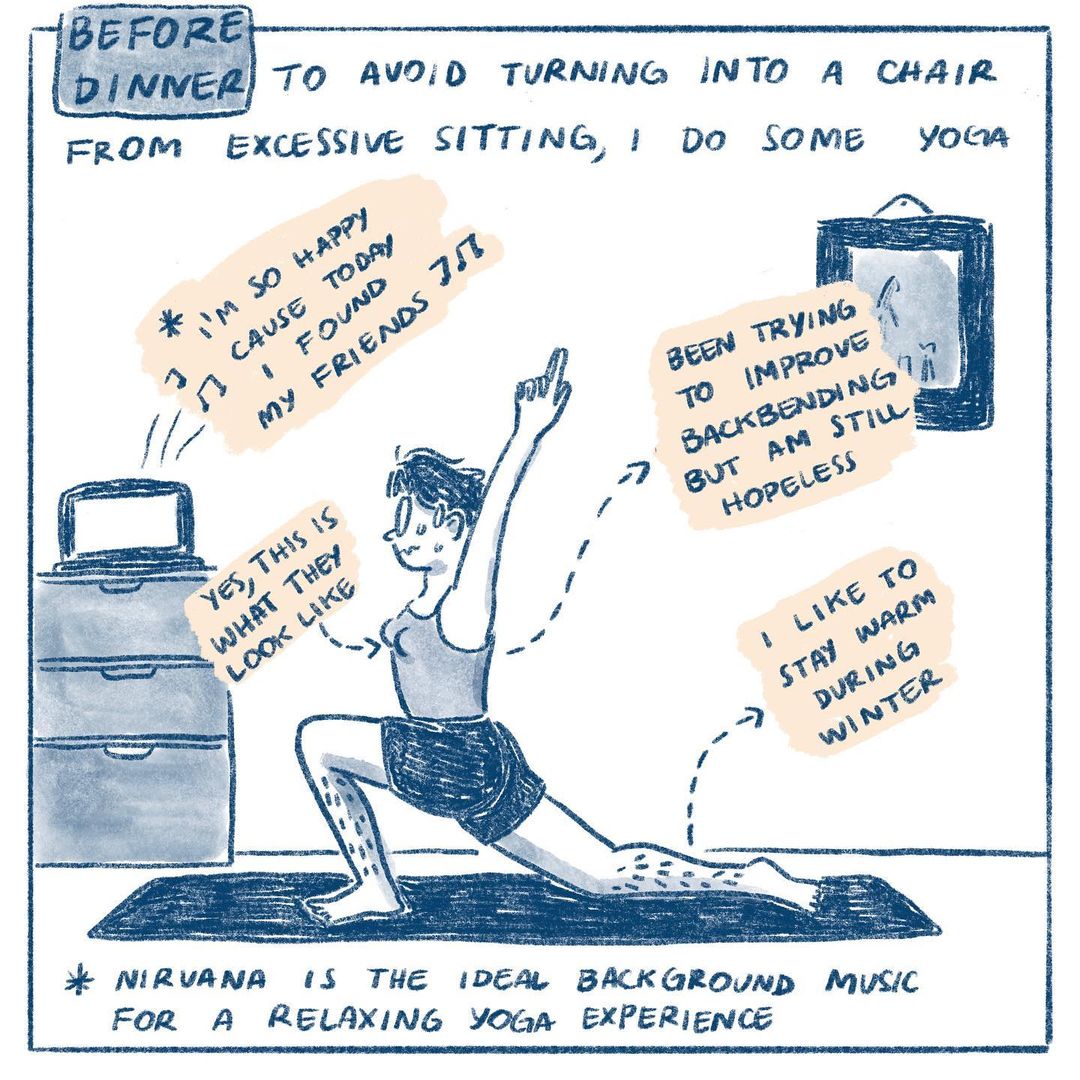 BEFORE
DINNER TO AVOID TURNING INTO A CHAIR
FROM EXCESSIVE SITTING, I DO SOME YOGA
* I'M SO HAPPY
CAUSE TODAY
I FOUND
MY FRIENDS
BEEN TRYING
TO IMPROVE
BACKBENDING
BUT AM STILL
HOPELESS
YES, THIS IS
WHAT THEY
LOOK LIKE
I LIKE TO
STAY WARM
DURING
WINTER
* NIRVANA IS THE IDEAL BACKGROUND MUSIC
FOR A RELAXING YOGA EXPERIENCE